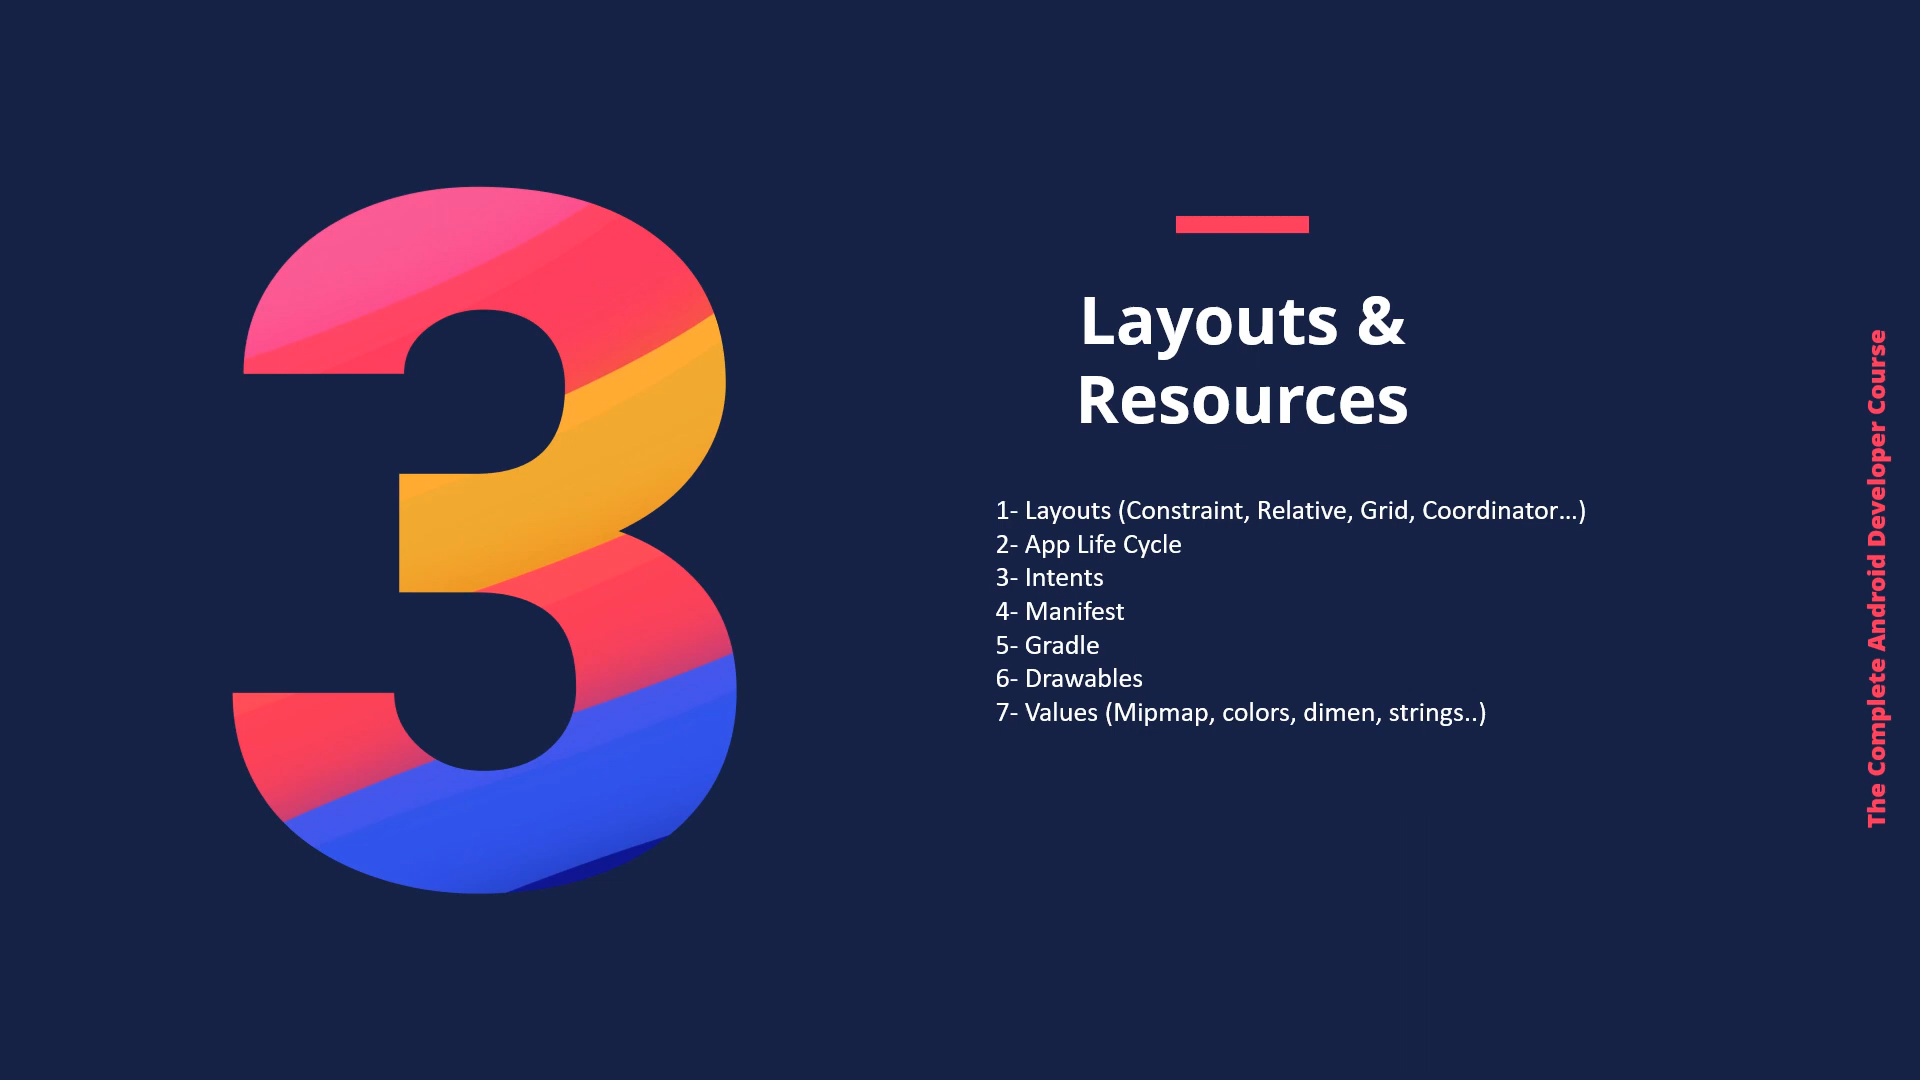 3
Layouts &
Resources
1- Layouts (Constraint, Relative, Grid, Coordinator...)
2- App Life Cycle
3- Intents
4- Manifest
5- Gradle
6- Drawables
7- Values (Mipmap, colors, dimen, strings..)
The Complete Android Developer Course